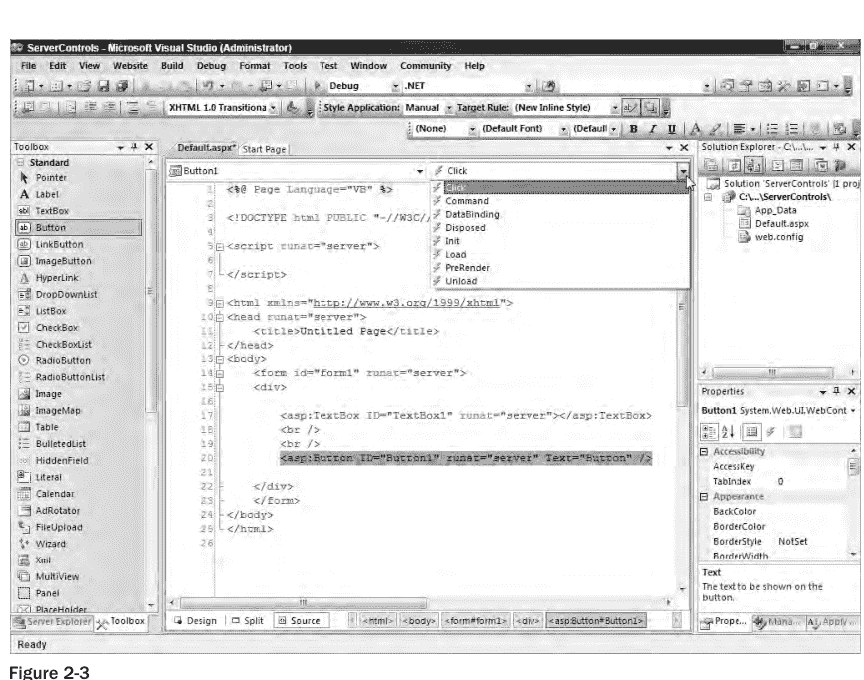 ServerControls - Microsoft Visual Studio (Administrator)
File Edit View Website Build Debug Format Tools Test Window Community Help
Debug .NET
XHTML 1.0 Transitiona Style Application: Manual Target Rule: (New Inline Style)
(None) (Default Font) (Defaul B I U A
Toolbox
Standard
Pointer
A Label
TextBox
Button
LinkButton
ImageButton
HyperLink
DropDownList
ListBox
CheckBox
CheckBoxList
RadioButton
RadioButtonList
Image
ImageMap
Table
BulletedList
HiddenField
Literal
Calendar
AdRotator
FileUpload
Wizard
Xml
MultiView
Panel
PlaceHolder
Server Explorer Toolbox
Default.aspx* Start Page
Button1 Click
Click
Command
DataBinding
Disposed
Init
Load
PreRender
Unload
1 <%@ Page Language="VB" %>
2
3 <!DOCTYPE html PUBLIC "-//W3C//
4
5 <script runat="server">
6
7 </script>
8
9 <html xmlns="http://www.w3.org/1999/xhtml">
10 <head runat="server">
11 <title>Untitled Page</title>
12 </head>
13 <body>
14 <form id="form1" runat="server">
15 <div>
16
17 <asp:TextBox ID="TextBox1" runat="server"></asp:TextBox>
18 <br />
19 <br />
20 <asp:Button ID="Button1" runat="server" Text="Button" />
21
22 </div>
23 </form>
24 </body>
25 </html>
26
Design Split Source <html> <body> <form#form1> <div> <asp:Button#Button1>
Solution Explorer - C:\...\...
Solution 'ServerControls' (1 proj
C:\...\ServerControls\
App_Data
Default.aspx
web.config
Properties
Button1 System.Web.UI.WebCont
Accessibility
AccessKey
TabIndex 0
Appearance
BackColor
BorderColor
BorderStyle NotSet
BorderWidth
Text
The text to be shown on the
button.
Prope... Mana... Apply
Ready
Figure 2-3